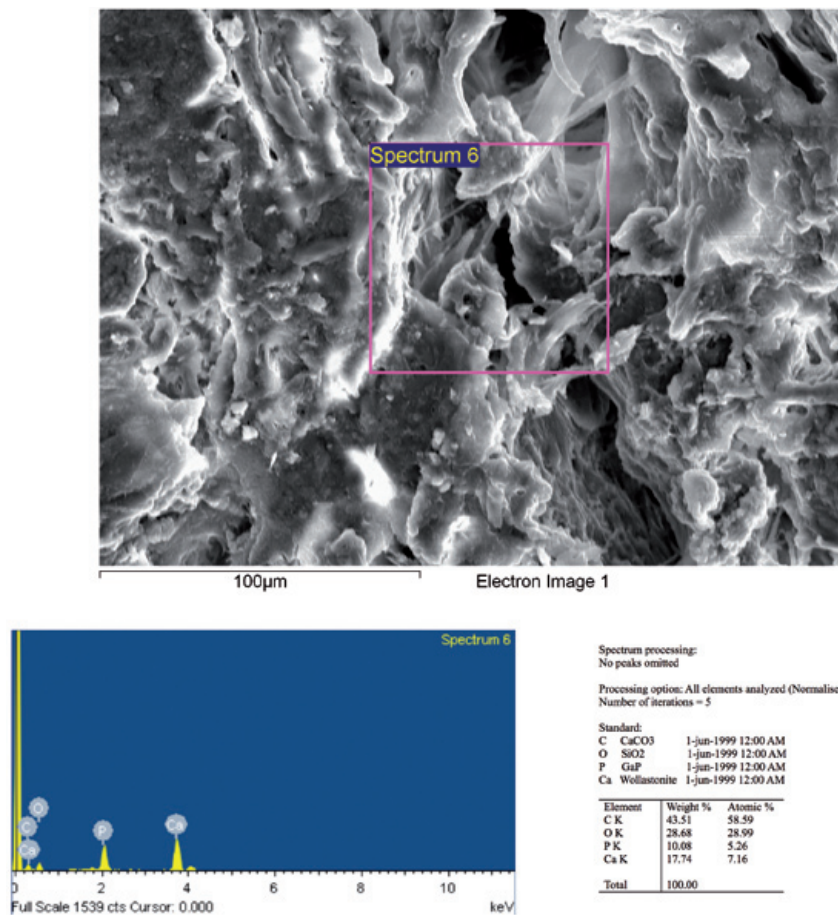 Spectrum 6
100μm
Electron Image 1
Spectrum 6
O
C
Ca
P
Ca
0 2 4 6 8 10
Full Scale 1539 cts Cursor: 0.000 keV
Spectrum processing:
No peaks omitted
Processing option: All elements analyzed (Normalise
Number of iterations = 5
Standard:
C CaCO3 1-jun-1999 12:00 AM
O SiO2 1-jun-1999 12:00 AM
P GaP 1-jun-1999 12:00 AM
Ca Wollastonite 1-jun-1999 12:00 AM
Element Weight % Atomic %
C K 43.51 58.59
O K 28.68 28.99
P K 10.08 5.26
Ca K 17.74 7.16
Total 100.00